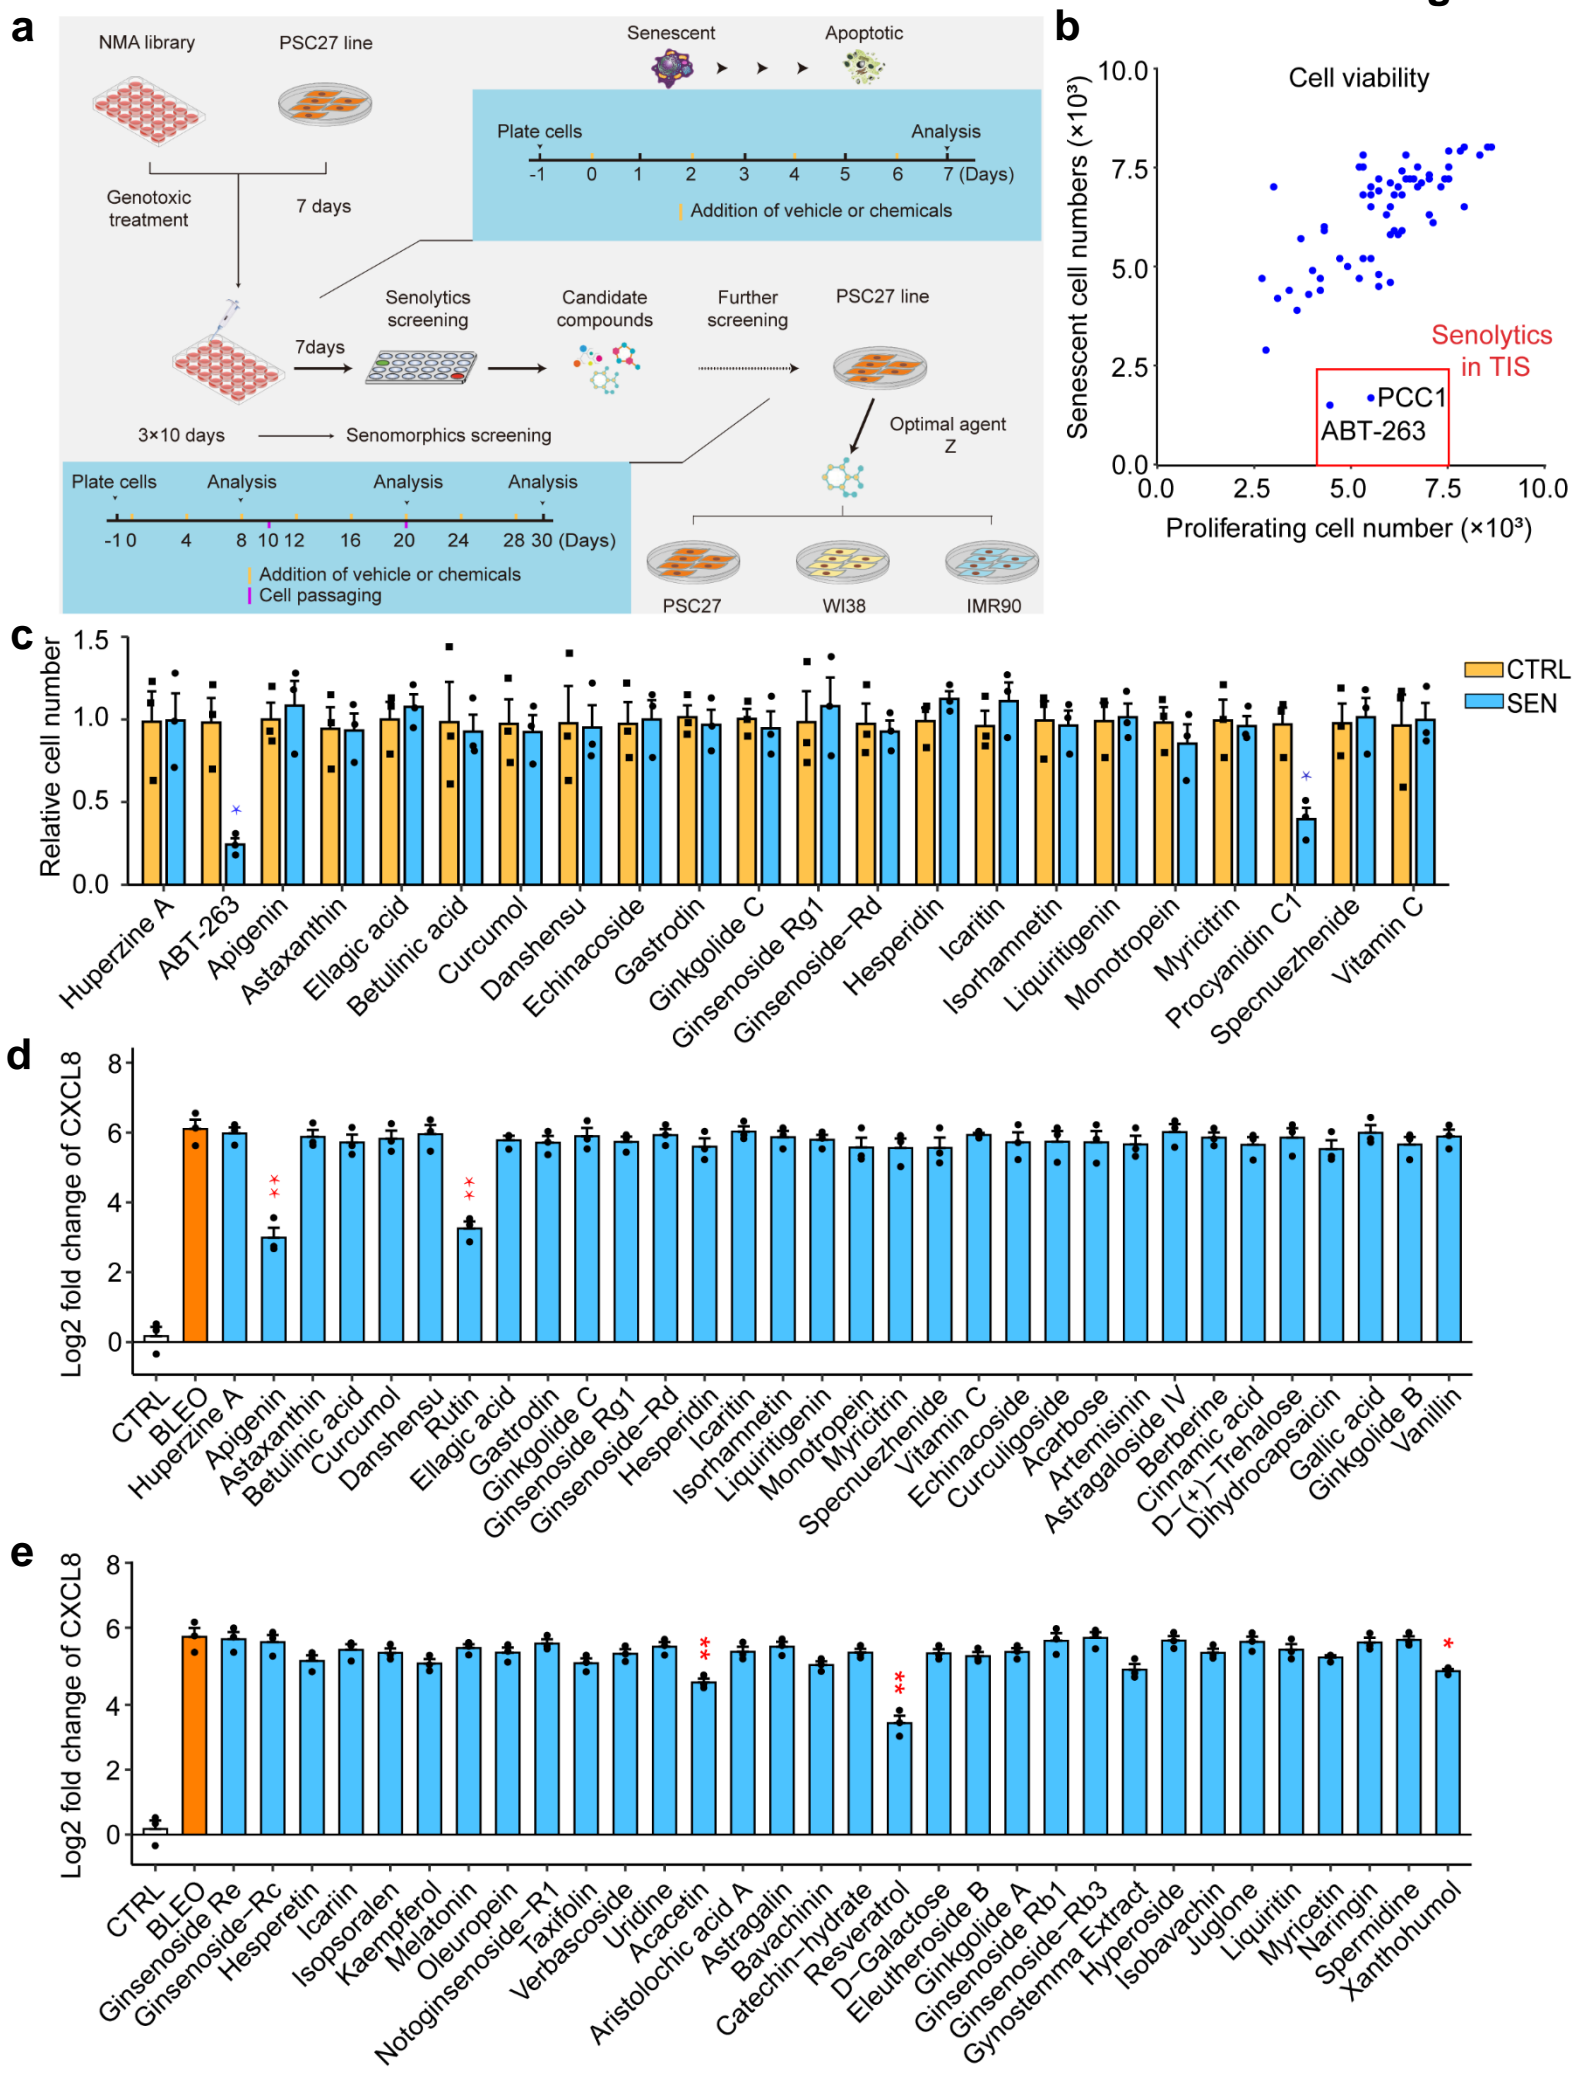 g
a
NMA library
PSC27 line
Genotoxic
treatment
7 days
Senescent
Apoptotic
Plate cells
Analysis
-1 0 1 2 3 4 5 6 7 (Days)
Addition of vehicle or chemicals
7days
Senolytics
screening
Candidate
compounds
Further
screening
PSC27 line
3×10 days
Senomorphics screening
Optimal agent
Z
Plate cells
Analysis
Analysis
Analysis
-1 0 4 8 10 12 16 20 24 28 30 (Days)
Addition of vehicle or chemicals
Cell passaging
PSC27
WI38
IMR90
b
Cell viability
Senescent cell numbers (×10³)
10.0
7.5
5.0
2.5
0.0
Senolytics
in TIS
PCC1
ABT-263
0.0 2.5 5.0 7.5 10.0
Proliferating cell number (×10³)
c
Relative cell number
1.5
1.0
0.5
0.0
*
*
CTRL
SEN
Huperzine A
ABT-263
Apigenin
Astaxanthin
Ellagic acid
Betulinic acid
Curcumol
Danshensu
Echinacoside
Gastrodin
Ginkgolide C
Ginsenoside Rg1
Ginsenoside-Rd
Hesperidin
Icaritin
Isorhamnetin
Liquiritigenin
Monotropein
Myricitrin
Procyanidin C1
Specnuezhenide
Vitamin C
d
Log2 fold change of CXCL8
8
6
4
2
0
**
**
CTRL
BLEO
Huperzine A
Apigenin
Astaxanthin
Betulinic acid
Curcumol
Danshensu
Rutin
Ellagic acid
Gastrodin
Ginkgolide C
Ginsenoside Rg1
Ginsenoside-Rd
Hesperidin
Icaritin
Isorhamnetin
Liquiritigenin
Monotropein
Myricitrin
Specnuezhenide
Vitamin C
Echinacoside
Curculigoside
Acarbose
Artemisinin
Astragaloside IV
Berberine
Cinnamic acid
D-(+)-Trehalose
Dihydrocapsaicin
Gallic acid
Ginkgolide B
Vanillin
e
Log2 fold change of CXCL8
8
6
4
2
0
**
**
*
CTRL
BLEO
Ginsenoside Re
Ginsenoside-Rc
Hesperetin
Icariin
Isopsoralen
Kaempferol
Melatonin
Oleuropein
Notoginsenoside-R1
Taxifolin
Verbascoside
Uridine
Acacetin
Aristolochic acid A
Astragalin
Bavachinin
Catechin-hydrate
Resveratrol
D-Galactose
Eleutheroside B
Ginkgolide A
Ginsenoside Rb1
Ginsenoside-Rb3
Gynostemma Extract
Hyperoside
Isobavachin
Juglone
Liquiritin
Myricetin
Naringin
Spermidine
Xanthohumol